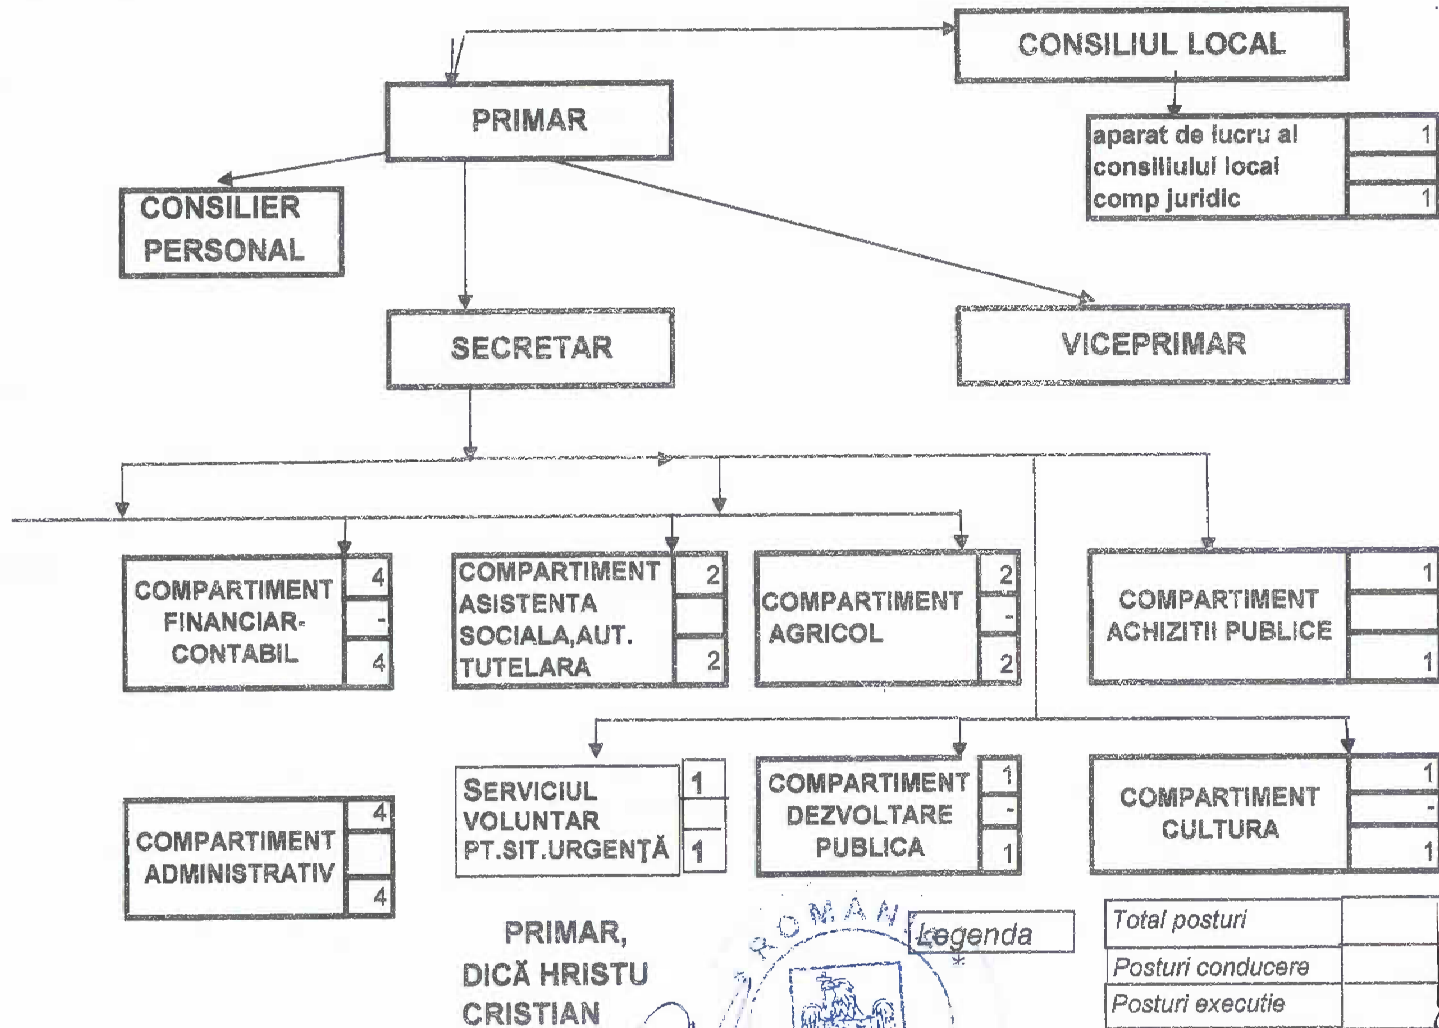 CONSILIUL LOCAL
PRIMAR
aparat de lucru al
consiliului local
comp juridic
1
1
CONSILIER
PERSONAL
SECRETAR
VICEPRIMAR
COMPARTIMENT
FINANCIAR-
CONTABIL
4
-
4
COMPARTIMENT
ASISTENTA
SOCIALA,AUT.
TUTELARA
2
2
COMPARTIMENT
AGRICOL
2
-
2
COMPARTIMENT
ACHIZITII PUBLICE
1
1
COMPARTIMENT
ADMINISTRATIV
4
4
SERVICIUL
VOLUNTAR
PT.SIT.URGENȚĂ
1
1
COMPARTIMENT
DEZVOLTARE
PUBLICA
1
-
1
COMPARTIMENT
CULTURA
1
-
1
PRIMAR,
DICĂ HRISTU
CRISTIAN
Legenda
Total posturi
Posturi conducere
Posturi executie